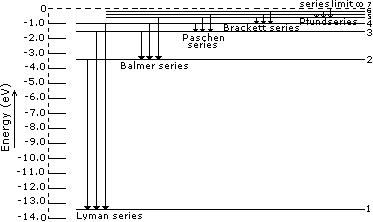 series limit ∞ 7
0
6
5
-1.0
Pfund series
4
Brackett series
-2.0
Paschen
series
3
-3.0
Balmer series
2
-4.0
-5.0
-6.0
-7.0
-8.0
-9.0
-10.0
-11.0
-12.0
-13.0
-14.0
Energy (eV)
Lyman series
1